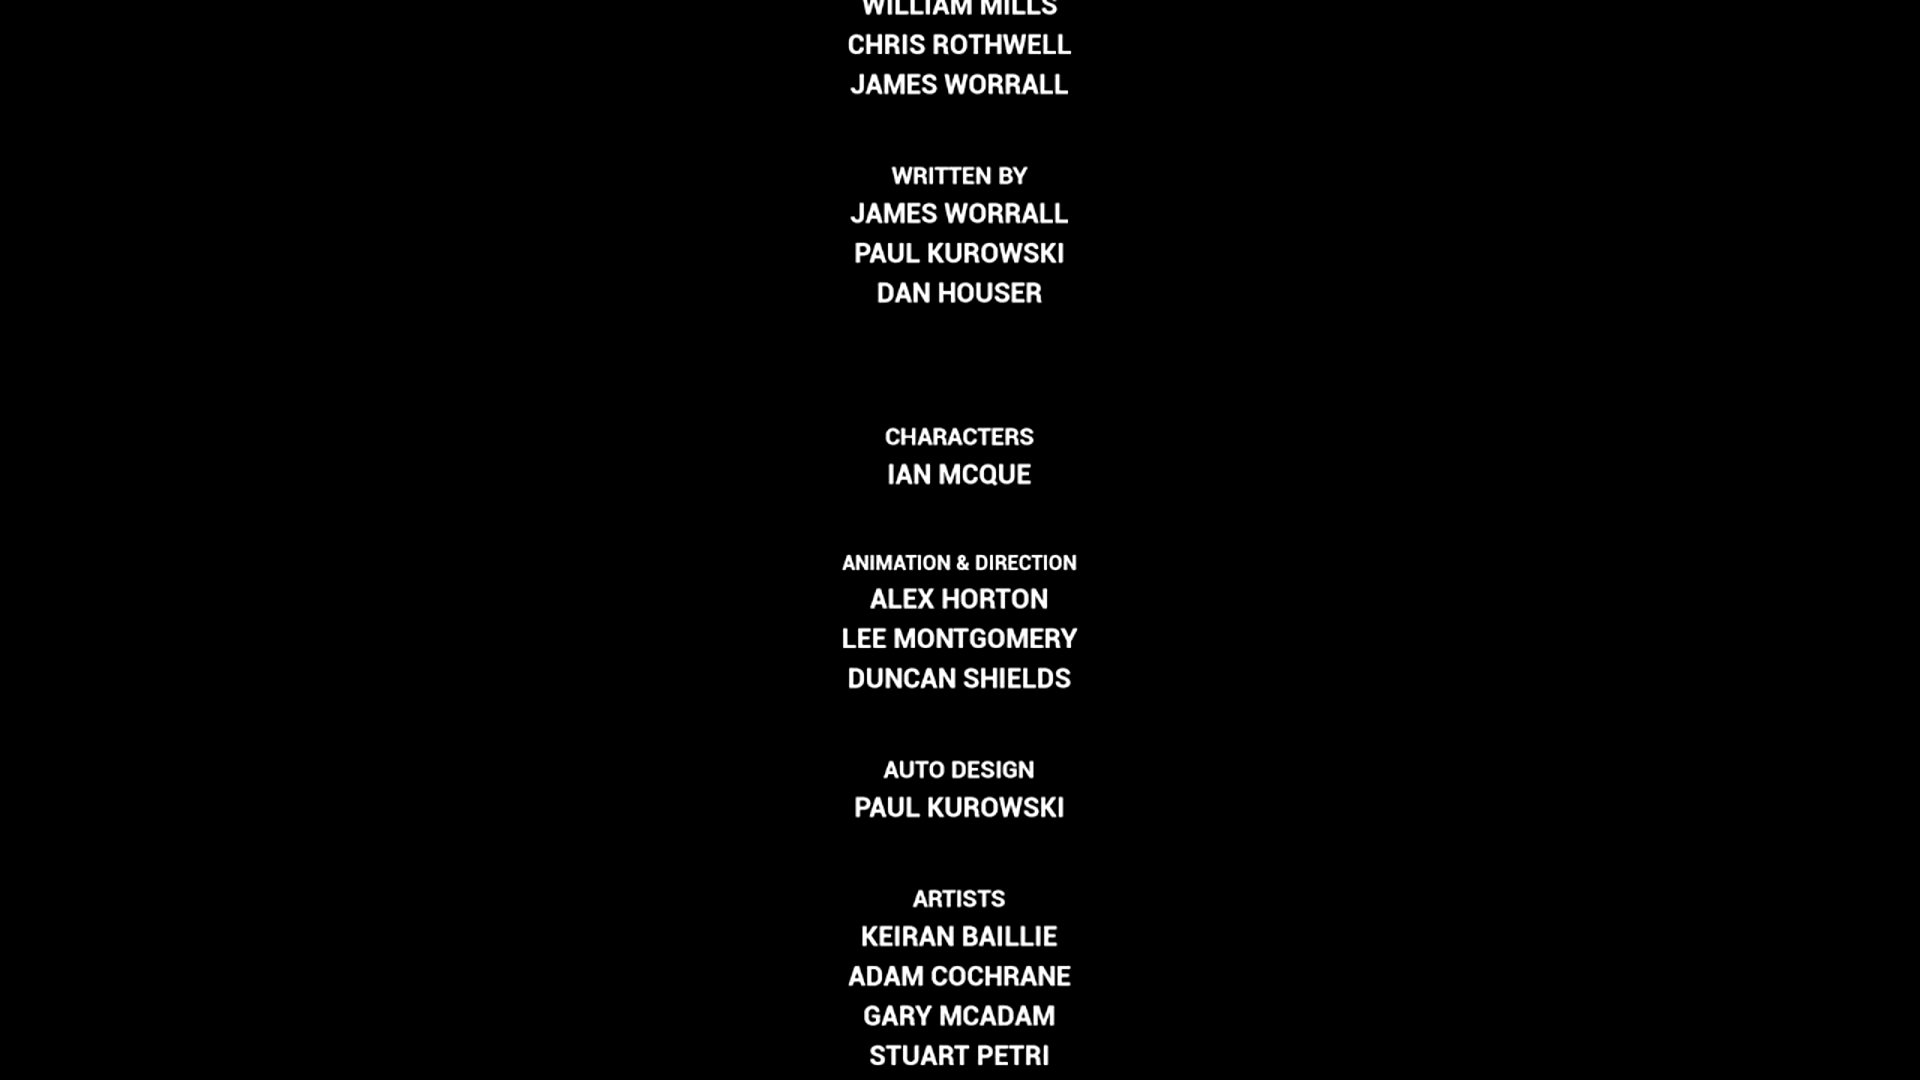 WILLIAM MILLS
CHRIS ROTHWELL
JAMES WORRALL
WRITTEN BY
JAMES WORRALL
PAUL KUROWSKI
DAN HOUSER
CHARACTERS
IAN MCQUE
ANIMATION & DIRECTION
ALEX HORTON
LEE MONTGOMERY
DUNCAN SHIELDS
AUTO DESIGN
PAUL KUROWSKI
ARTISTS
KEIRAN BAILLIE
ADAM COCHRANE
GARY MCADAM
STUART PETRI